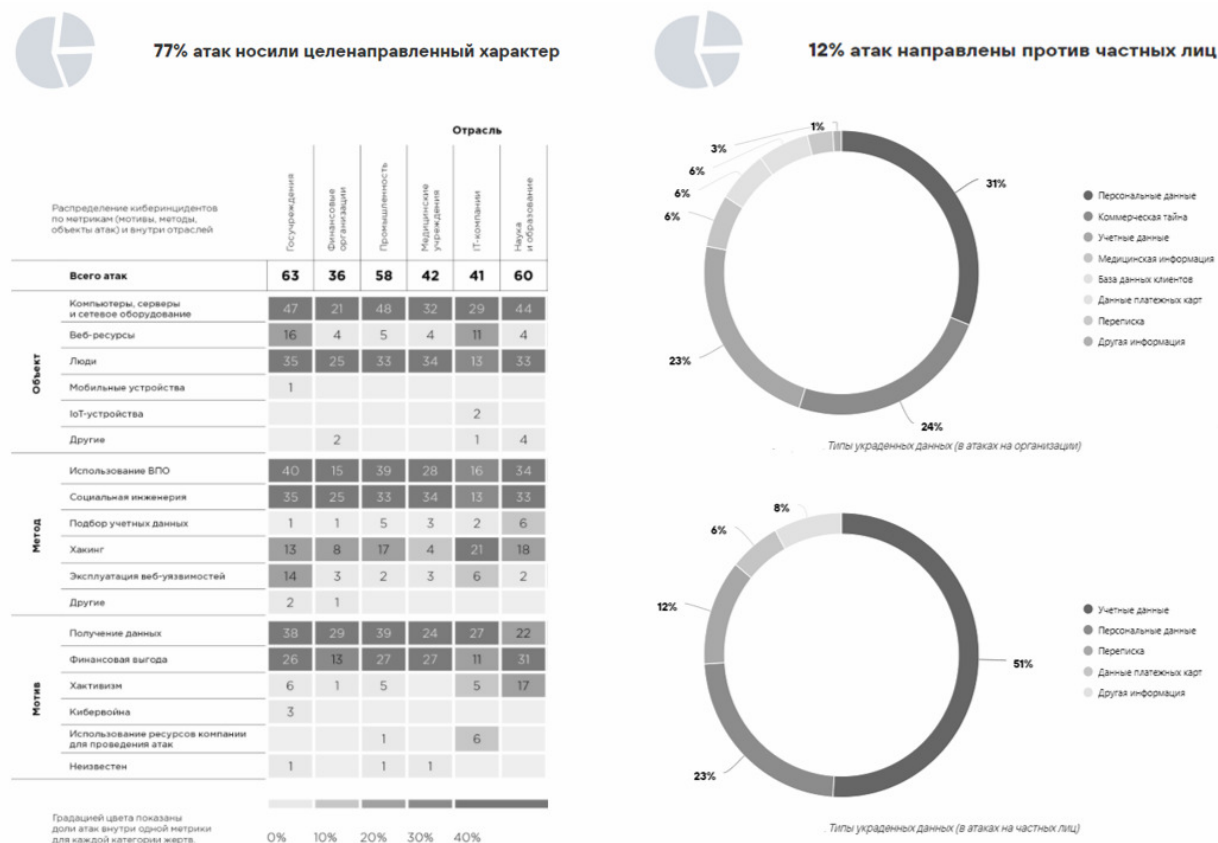 77% атак носили целенаправленный характер
Отрасль
Распределение киберинцидентов
по метрикам (мотивы, методы,
объекты атак) и внутри отраслей
Госучреждения
Финансовые
организации
Промышленность
Медицинские
учреждения
IT-компании
Наука
и образование
Всего атак 63 36 58 42 41 60
Объект
Компьютеры, серверы
и сетевое оборудование 47 21 48 32 29 44
Веб-ресурсы 16 4 5 4 11 4
Люди 35 25 33 34 13 33
Мобильные устройства 1
IoT-устройства 2
Другие 2 1 4
Метод
Использование ВПО 40 15 39 28 16 34
Социальная инженерия 35 25 33 34 13 33
Подбор учетных данных 1 1 5 3 2 6
Хакинг 13 8 17 4 21 18
Эксплуатация веб-уязвимостей 14 3 2 3 6 2
Другие 2 1
Мотив
Получение данных 38 29 39 24 27 22
Финансовая выгода 26 13 27 27 11 31
Хактивизм 6 1 5 5 17
Кибервойна 3
Использование ресурсов компании
для проведения атак 1 6
Неизвестен 1 1 1
Градацией цвета показаны
доли атак внутри одной метрики
для каждой категории жертв.
0% 10% 20% 30% 40%
12% атак направлены против частных лиц
1%
3%
6%
6%
6%
31%
23%
24%
Персональные данные
Коммерческая тайна
Учетные данные
Медицинская информация
База данных клиентов
Данные платежных карт
Переписка
Другая информация
Типы украденных данных (в атаках на организации)
8%
6%
12%
51%
23%
Учетные данные
Персональные данные
Переписка
Данные платежных карт
Другая информация
Типы украденных данных (в атаках на частных лиц)